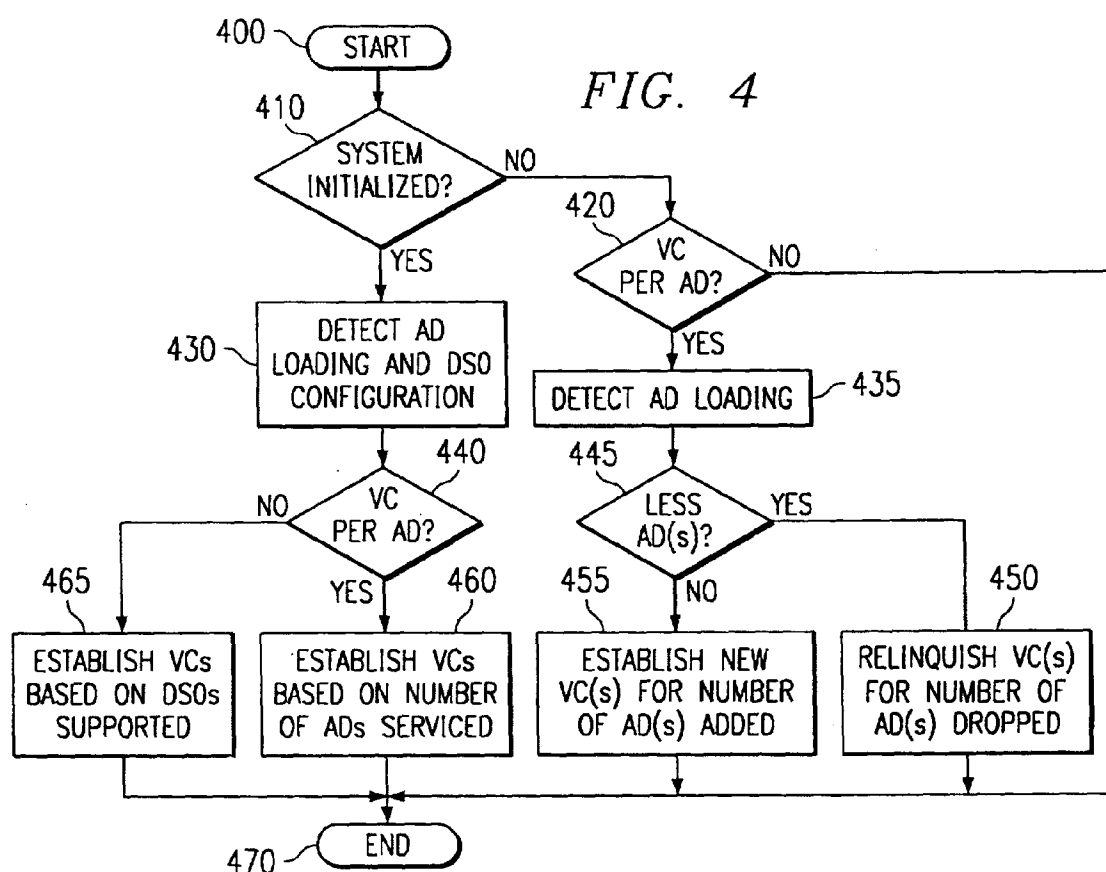 400
START
FIG. 4
410
SYSTEM
INITIALIZED?
NO
YES
420
VC
PER AD?
NO
YES
430
DETECT AD
LOADING AND DSO
CONFIGURATION
DETECT AD LOADING
435
440
VC
PER AD?
NO
YES
445
LESS
AD(s)?
YES
NO
465
ESTABLISH VCs
BASED ON DSOs
SUPPORTED
460
ESTABLISH VCs
BASED ON NUMBER
OF ADs SERVICED
455
ESTABLISH NEW
VC(s) FOR NUMBER
OF AD(s) ADDED
450
RELINQUISH VC(s)
FOR NUMBER OF
AD(s) DROPPED
END
470